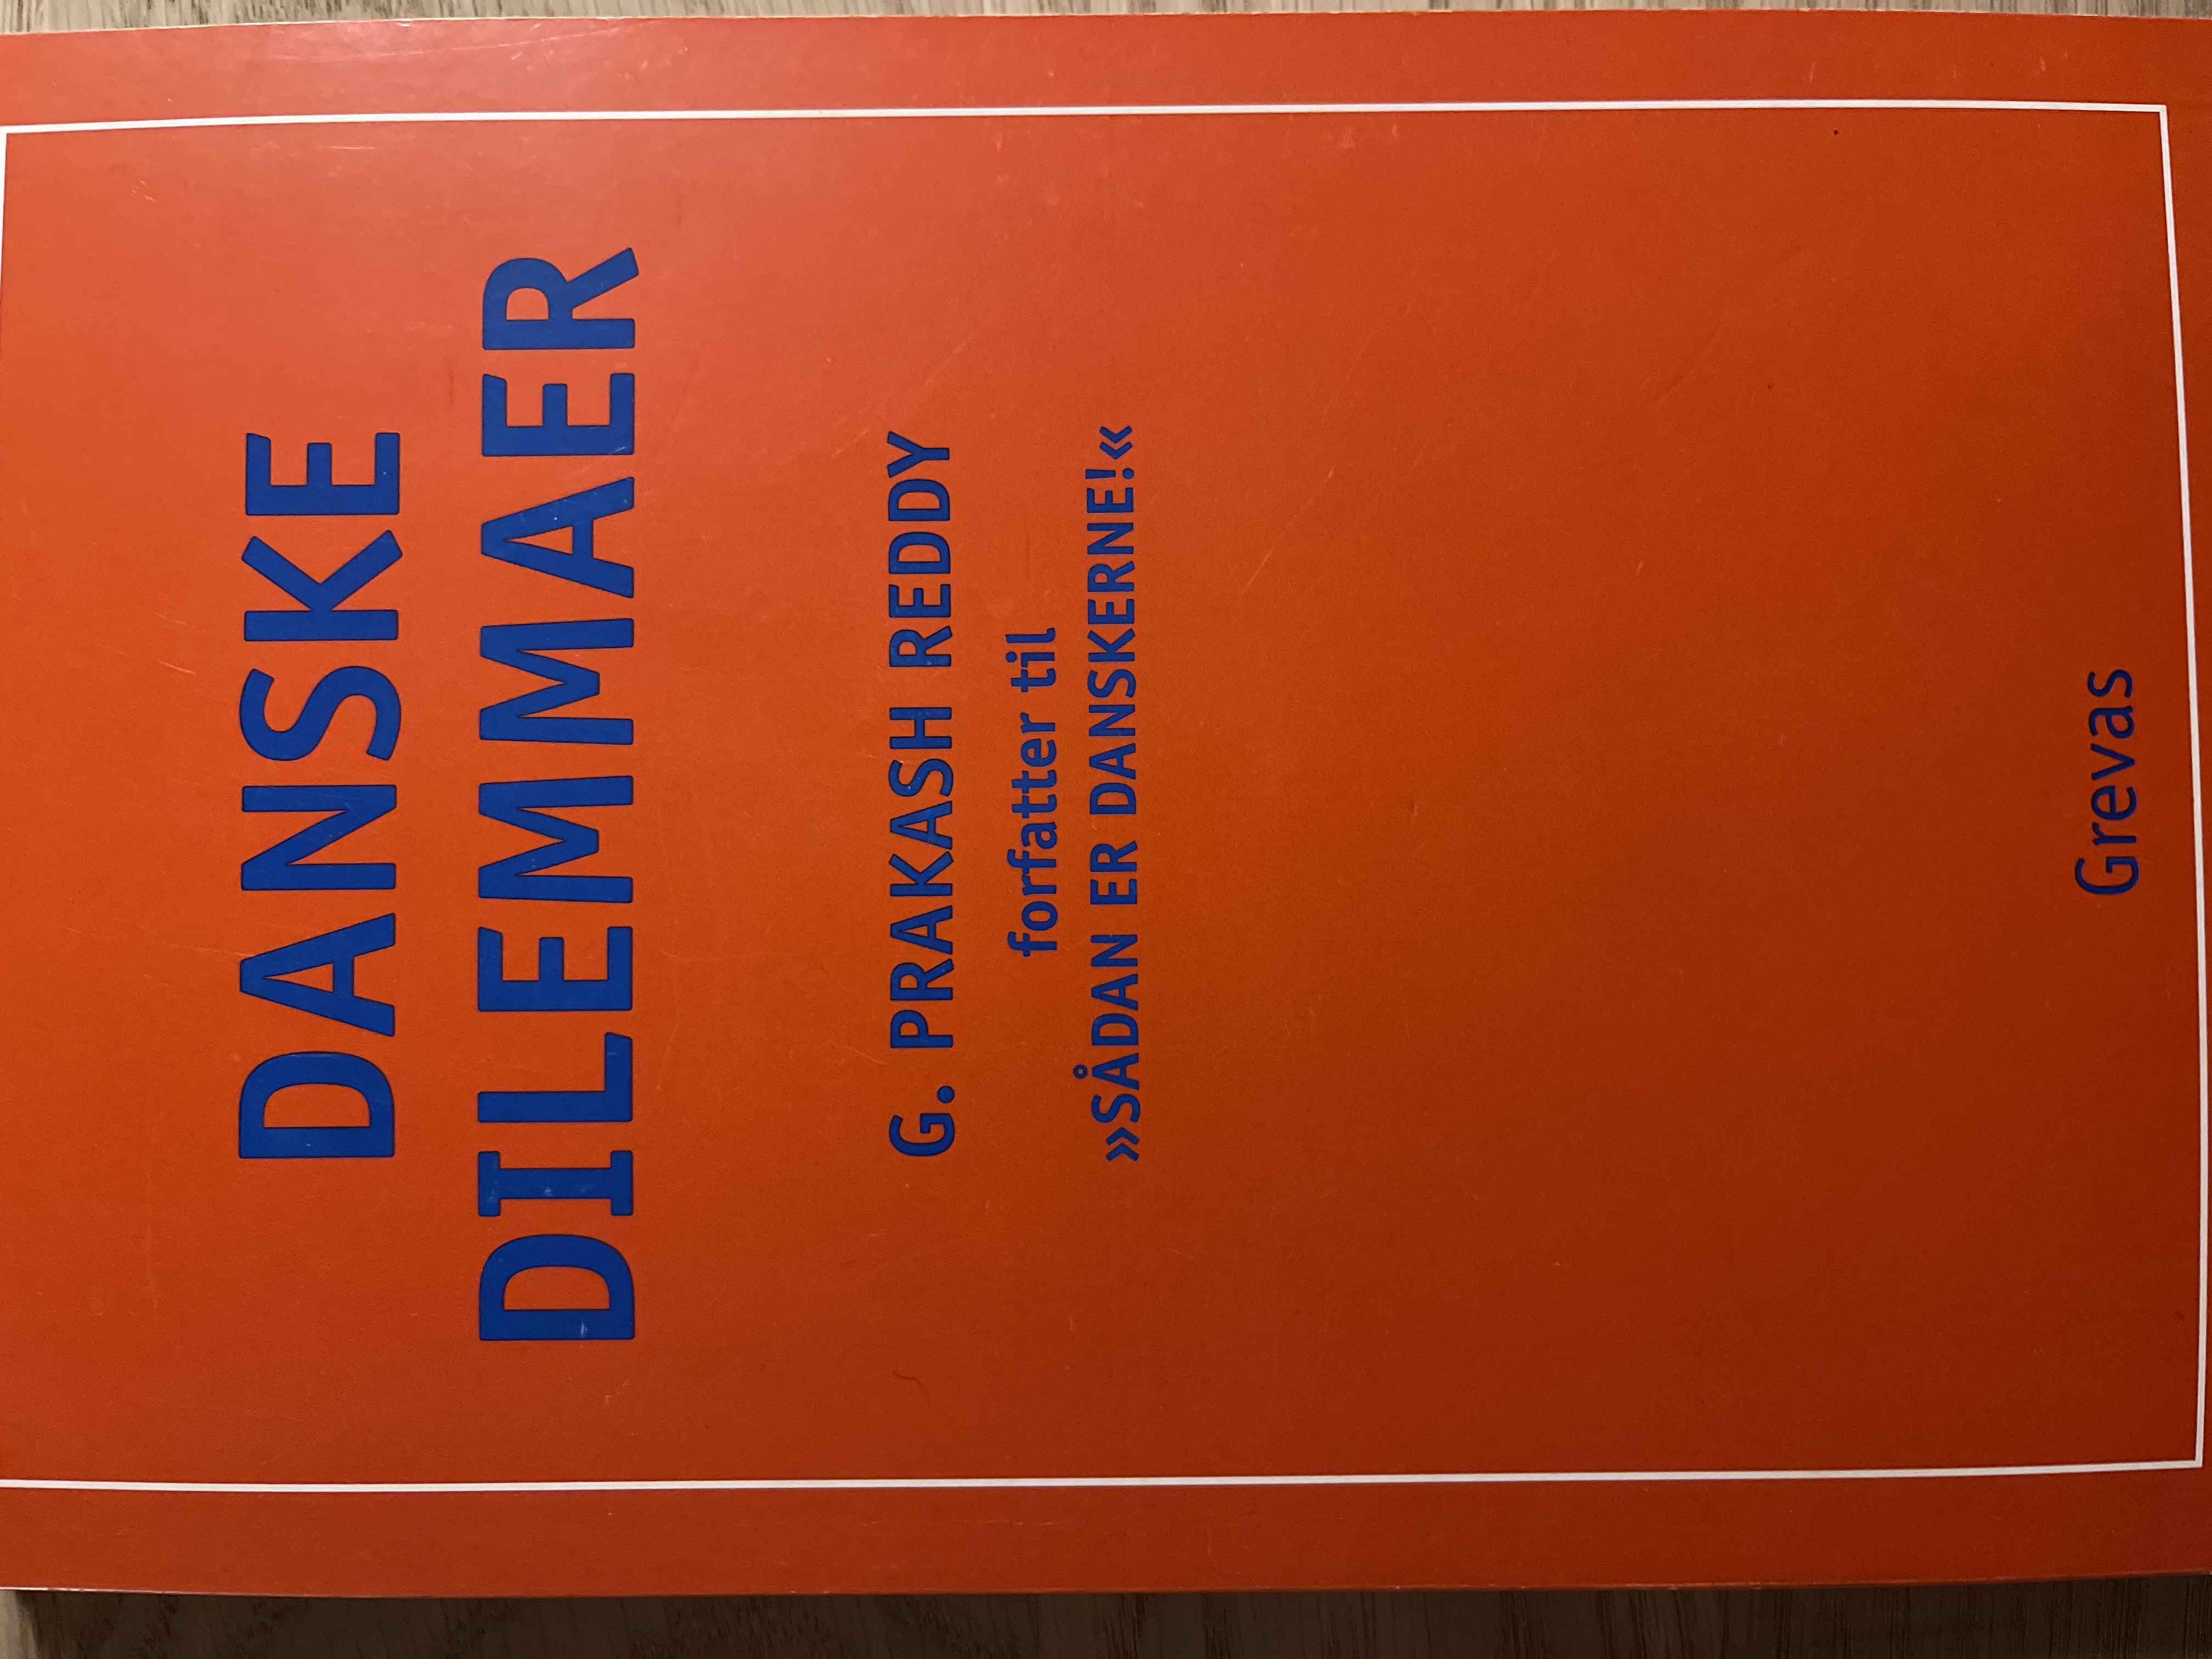 DANSKE
DILEMMAER
G. PRAKASH REDDY
forfatter til
»SÅDAN ER DANSKERNE!«
Grevas